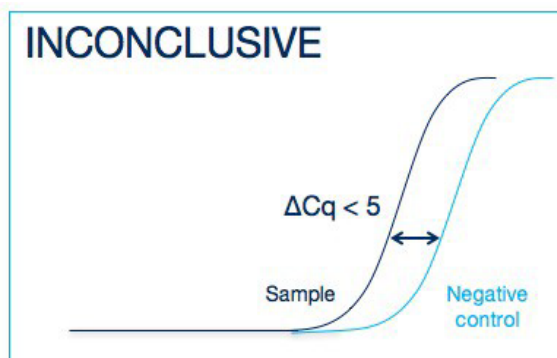 INCONCLUSIVE
ΔCq < 5
Sample
Negative
control